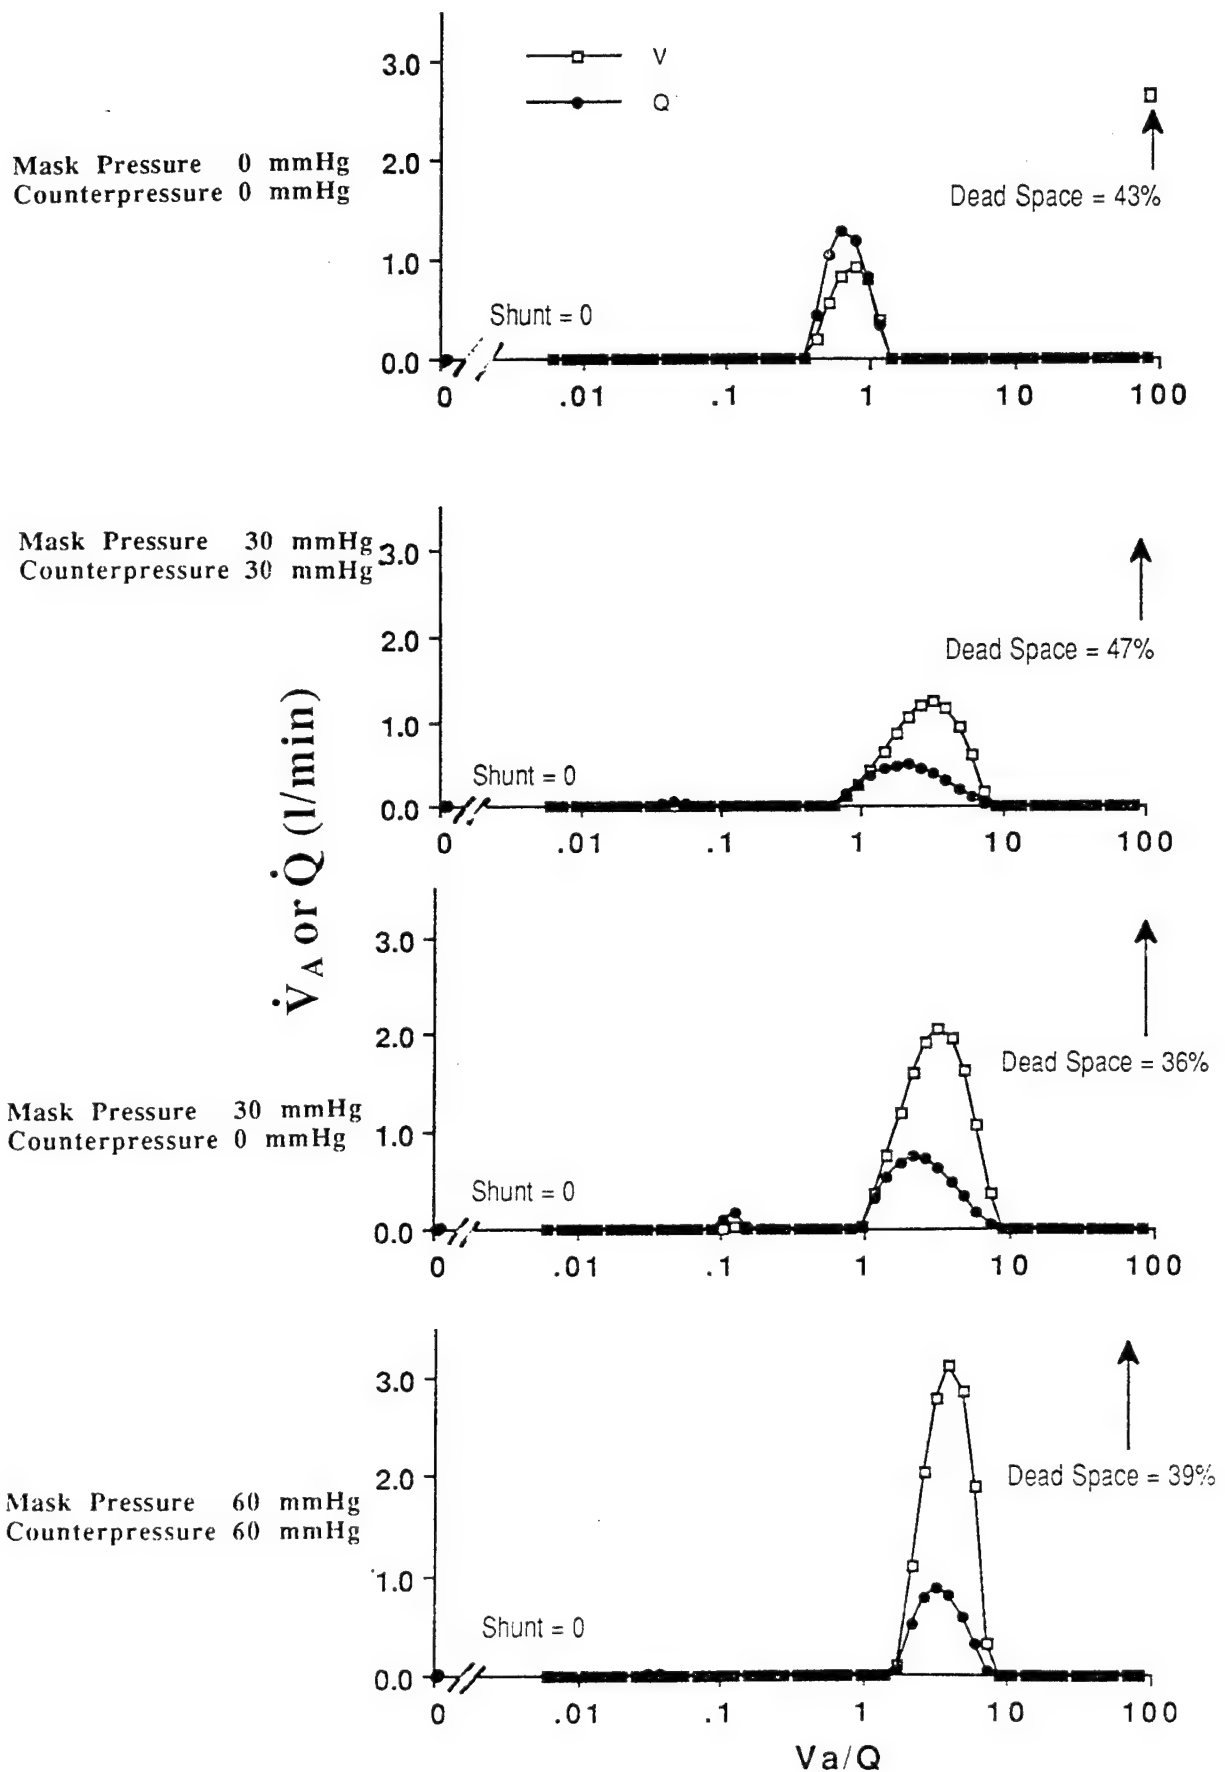 3.0
V
Q
Mask Pressure 0 mmHg
Counterpressure 0 mmHg
2.0
Dead Space = 43%
1.0
Shunt = 0
0.0
0 .01 .1 1 10 100
Mask Pressure 30 mmHg
Counterpressure 30 mmHg
3.0
2.0
Dead Space = 47%
1.0
Shunt = 0
0.0
0 .01 .1 1 10 100
V̇A or Q̇ (l/min)
3.0
2.0
Dead Space = 36%
Mask Pressure 30 mmHg
Counterpressure 0 mmHg
1.0
Shunt = 0
0.0
0 .01 .1 1 10 100
3.0
2.0
Dead Space = 39%
Mask Pressure 60 mmHg
Counterpressure 60 mmHg
1.0
Shunt = 0
0.0
0 .01 .1 1 10 100
Va/Q